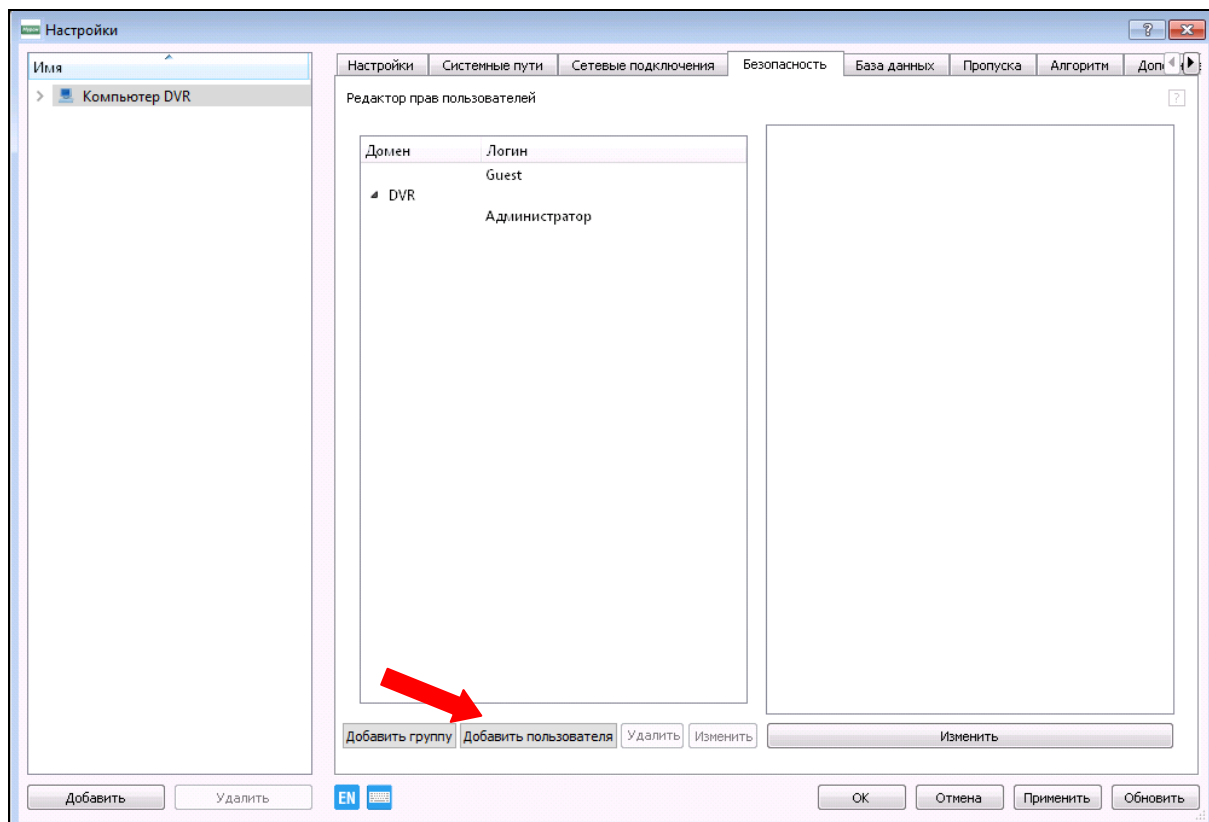 Настройки
?
Имя
Компьютер DVR
Добавить
Удалить
Настройки Системные пути Сетевые подключения Безопасность База данных Пропуска Алгоритм
Редактор прав пользователей
?
Домен Логин
Guest
DVR
Администратор
Добавить группу Добавить пользователя Удалить Изменить
Изменить
EN
OK Отмена Применить Обновить